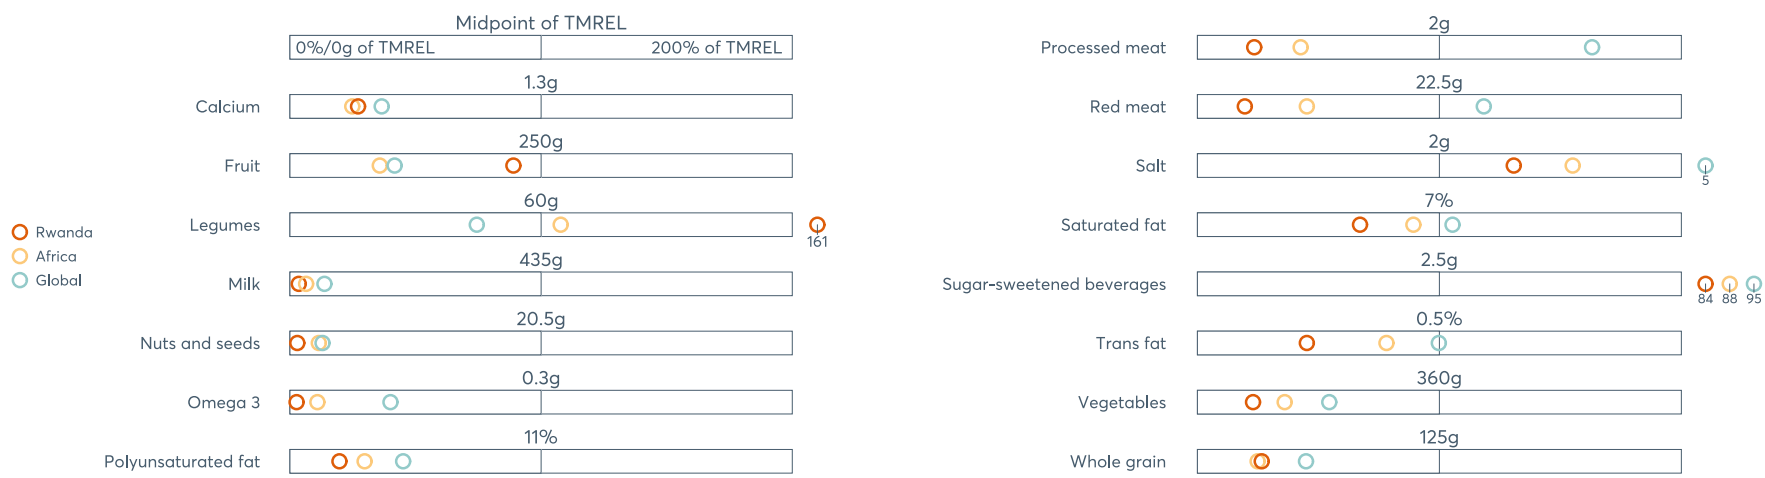 Midpoint of TMREL
0%/0g of TMREL 200% of TMREL
1.3g
Calcium
250g
Fruit
60g
Legumes
161
435g
Milk
20.5g
Nuts and seeds
0.3g
Omega 3
11%
Polyunsaturated fat
Rwanda
Africa
Global
2g
Processed meat
22.5g
Red meat
2g
Salt
5
7%
Saturated fat
2.5g
Sugar-sweetened beverages
84 88 95
0.5%
Trans fat
360g
Vegetables
125g
Whole grain